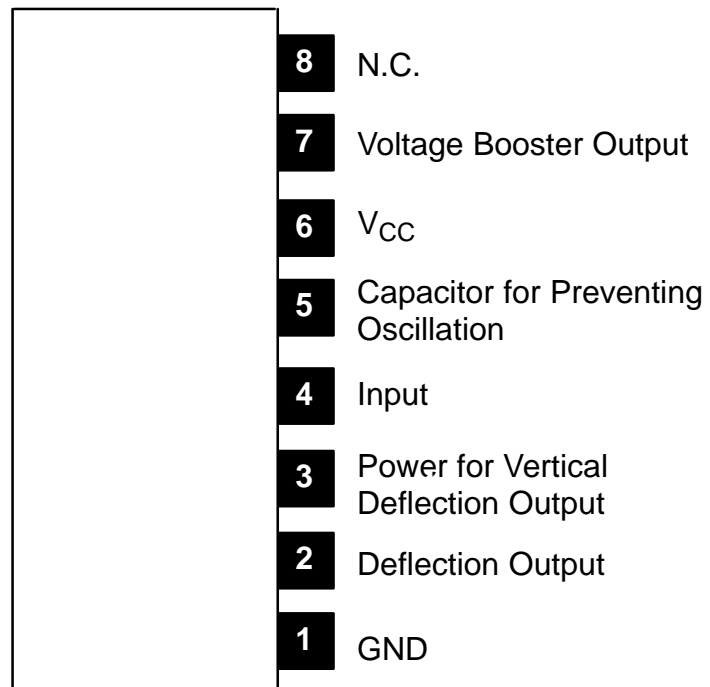 8 N.C.
7 Voltage Booster Output
6 VCC
5 Capacitor for Preventing
Oscillation
4 Input
3 Power for Vertical
Deflection Output
2 Deflection Output
1 GND